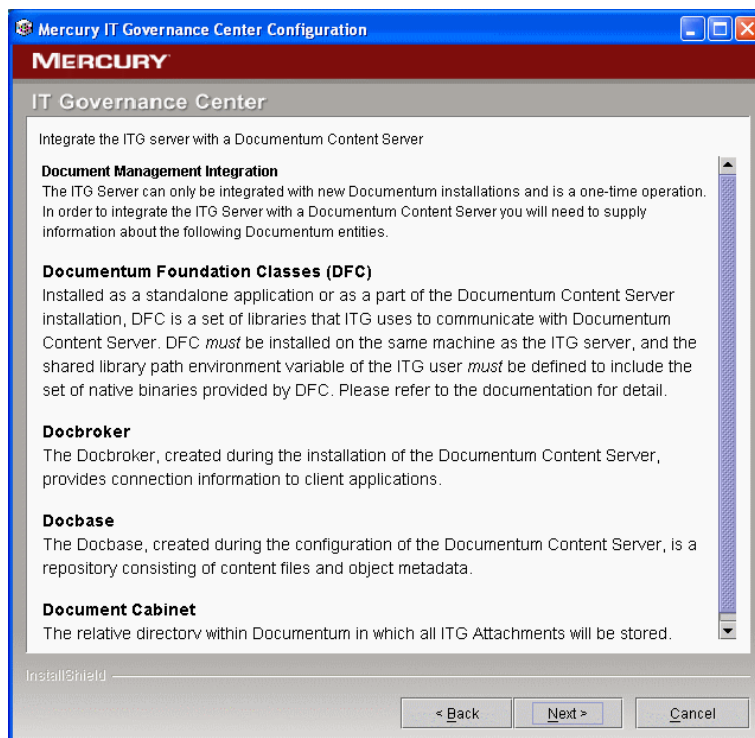 Mercury IT Governance Center Configuration
MERCURY
IT Governance Center
Integrate the ITG server with a Documentum Content Server
Document Management Integration
The ITG Server can only be integrated with new Documentum installations and is a one-time operation.
In order to integrate the ITG Server with a Documentum Content Server you will need to supply
information about the following Documentum entities.
Documentum Foundation Classes (DFC)
Installed as a standalone application or as a part of the Documentum Content Server
installation, DFC is a set of libraries that ITG uses to communicate with Documentum
Content Server. DFC must be installed on the same machine as the ITG server, and the
shared library path environment variable of the ITG user must be defined to include the
set of native binaries provided by DFC. Please refer to the documentation for detail.
Docbroker
The Docbroker, created during the installation of the Documentum Content Server,
provides connection information to client applications.
Docbase
The Docbase, created during the configuration of the Documentum Content Server, is a
repository consisting of content files and object metadata.
Document Cabinet
The relative directory within Documentum in which all ITG Attachments will be stored.
InstallShield
< Back Next > Cancel